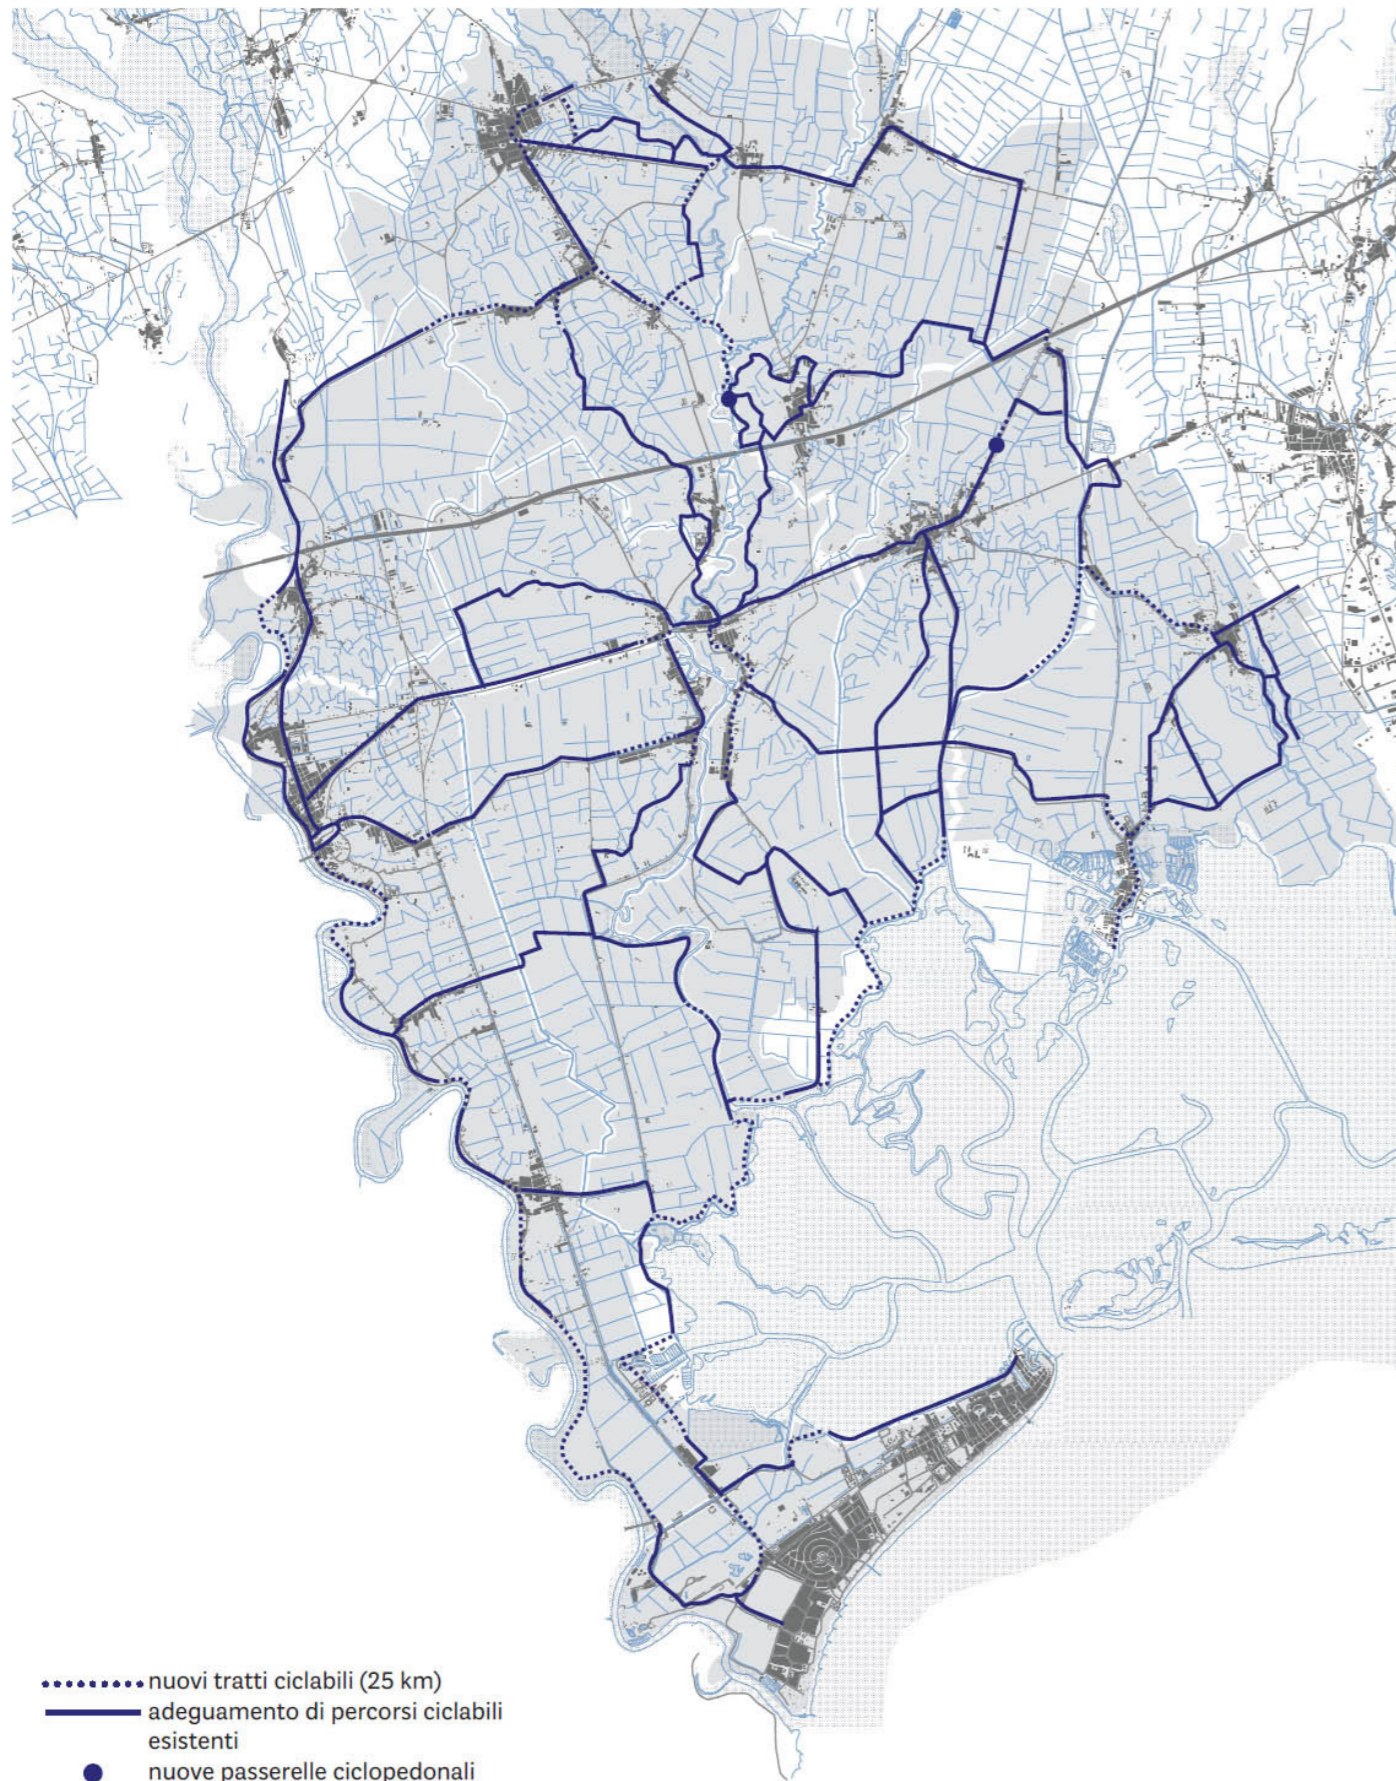 nuovi tratti ciclabili (25 km)
adeguamento di percorsi ciclabili
esistenti
nuove passerelle ciclopedonali